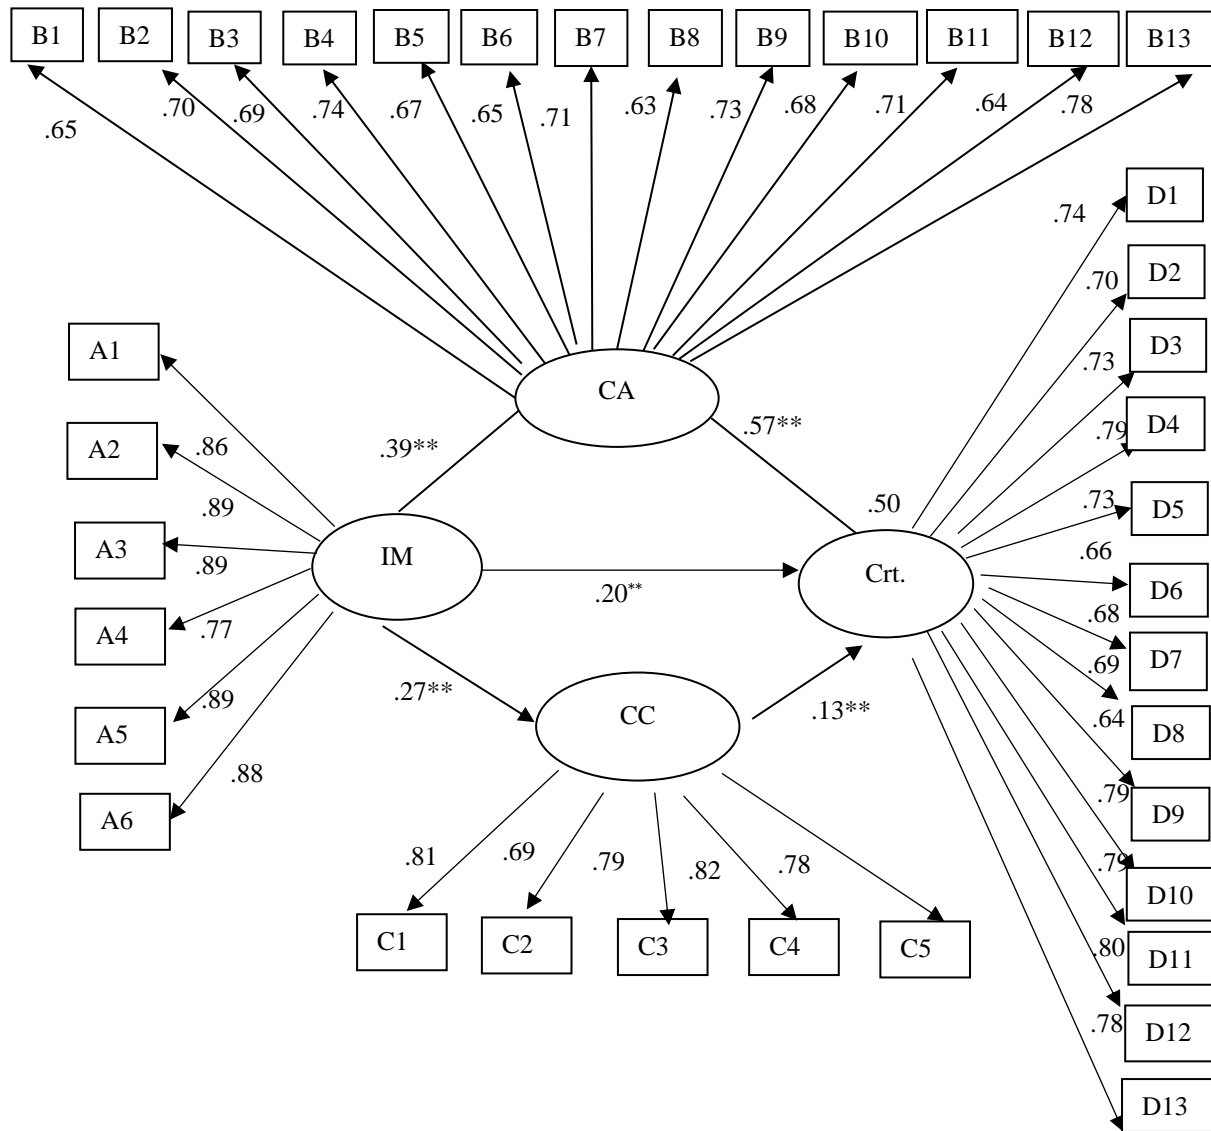 B1 B2 B3 B4 B5 B6 B7 B8 B9 B10 B11 B12 B13
.65 .70 .69 .74 .67 .65 .71 .63 .73 .68 .71 .64 .78
D1
.74
D2
.70
A1
D3
.73
CA
A2
.86
.39**
.57**
.79
D4
.89
.50
.73
D5
A3
.89
IM
Crt.
.66
D6
.20**
A4
.77
.68
D7
.69
A5
.89
.27**
CC
.13**
.64
D8
.88
A6
.79
D9
.81
.69
.79
.82
.78
.79
D10
C1
C2
C3
C4
C5
.80
D11
.78
D12
D13